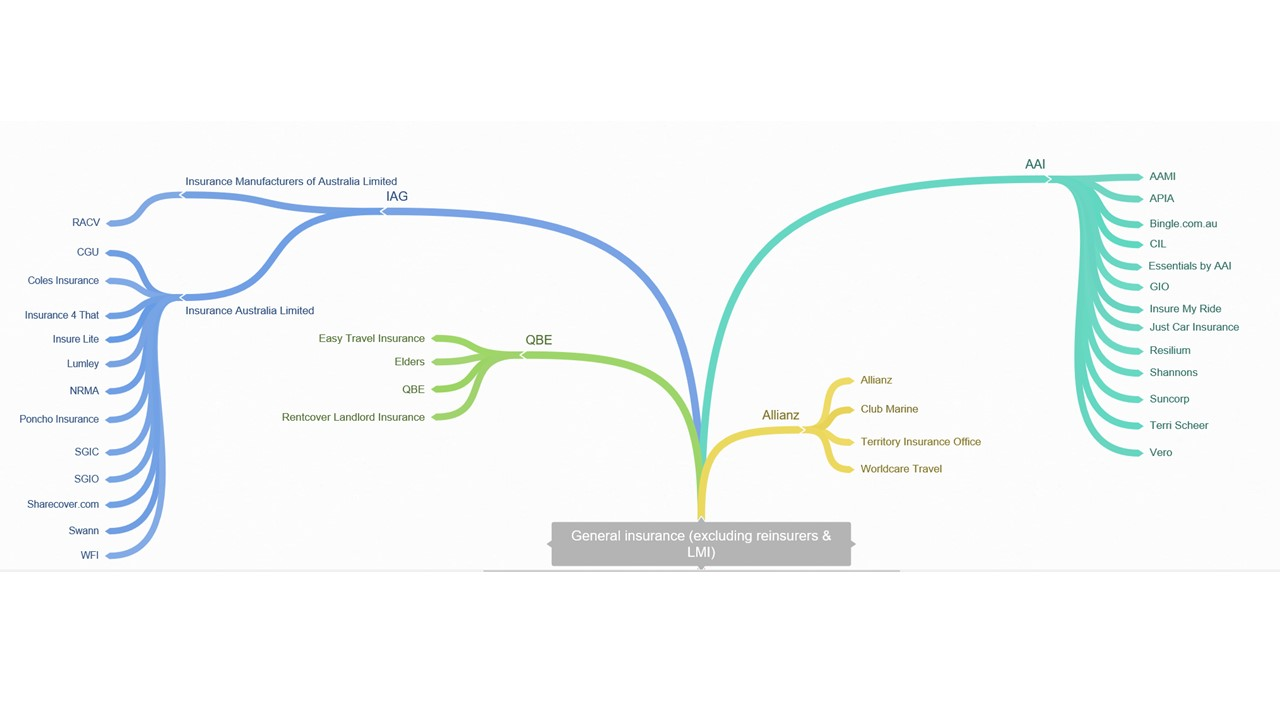 Insurance Manufacturers of Australia Limited
IAG
RACV
CGU
Coles Insurance
Insurance Australia Limited
Insurance 4 That
Insure Lite
Lumley
NRMA
Poncho Insurance
SGIC
SGIO
Sharecover.com
Swann
WFI
QBE
Easy Travel Insurance
Elders
QBE
Rentcover Landlord Insurance
Allianz
Allianz
Club Marine
Territory Insurance Office
Worldcare Travel
AAI
AAMI
APIA
Bingle.com.au
CIL
Essentials by AAI
GIO
Insure My Ride
Just Car Insurance
Resilium
Shannons
Suncorp
Terri Scheer
Vero
General insurance (excluding reinsurers &
LMI)